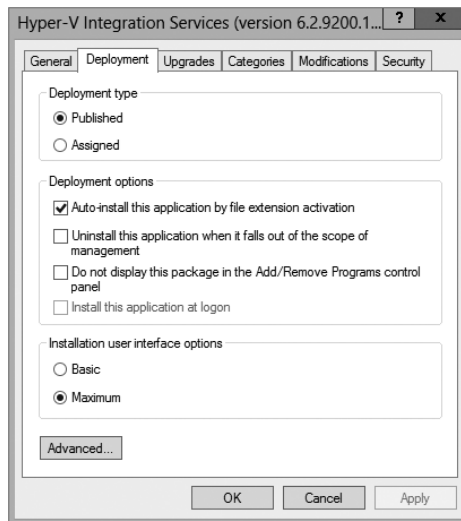 Hyper-V Integration Services (version 6.2.9200.1... ? x
General Deployment Upgrades Categories Modifications Security
Deployment type
Published
Assigned
Deployment options
Auto-install this application by file extension activation
Uninstall this application when it falls out of the scope of
management
Do not display this package in the Add/Remove Programs control
panel
Install this application at logon
Installation user interface options
Basic
Maximum
Advanced...
OK Cancel Apply